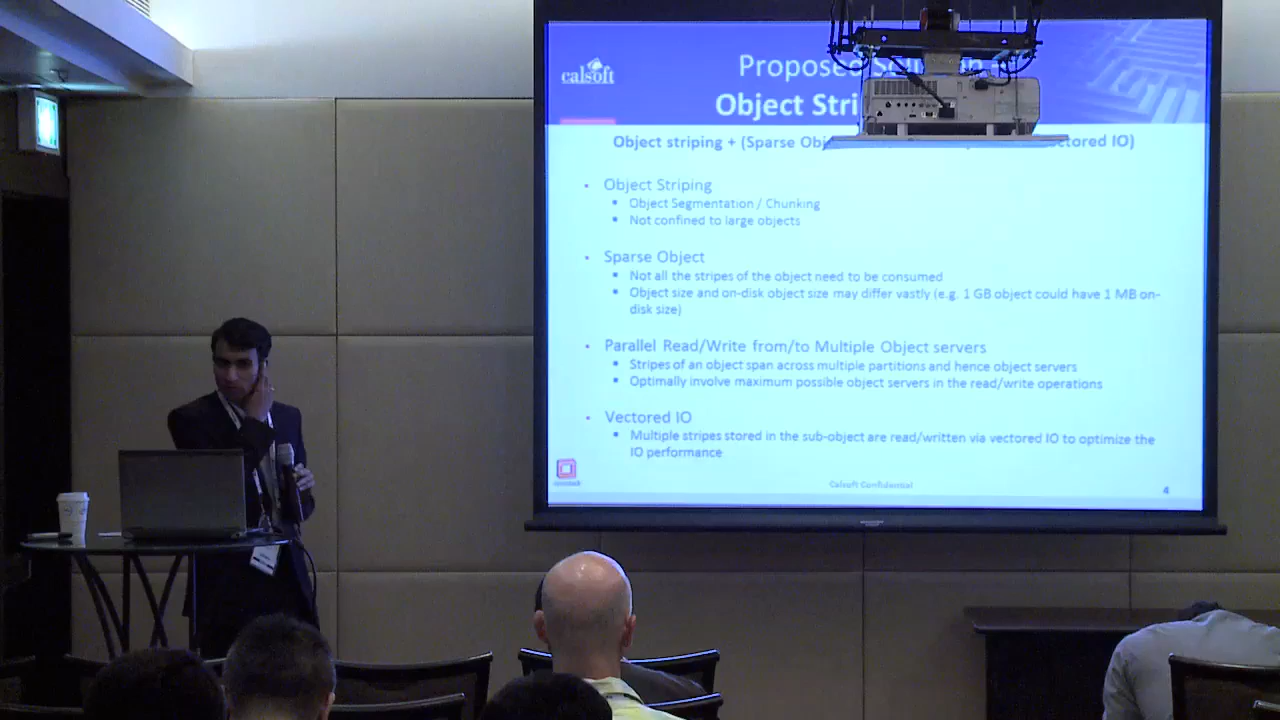 calsoft
Proposed
Object Stri
Object striping + (Sparse Obj
IO)
Object Striping
Object Segmentation / Chunking
Not confined to large objects
Sparse Object
Not all the stripes of the object need to be consumed
Object size and on-disk object size may differ vastly (e.g. 1 GB object could have 1 MB on-
disk size)
Parallel Read/Write from/to Multiple Object servers
Stripes of an object span across multiple partitions and hence object servers
Optimally involve maximum possible object servers in the read/write operations
Vectored IO
Multiple stripes stored in the sub-object are read/written via vectored IO to optimize the
IO performance
Calsoft Confidential
4